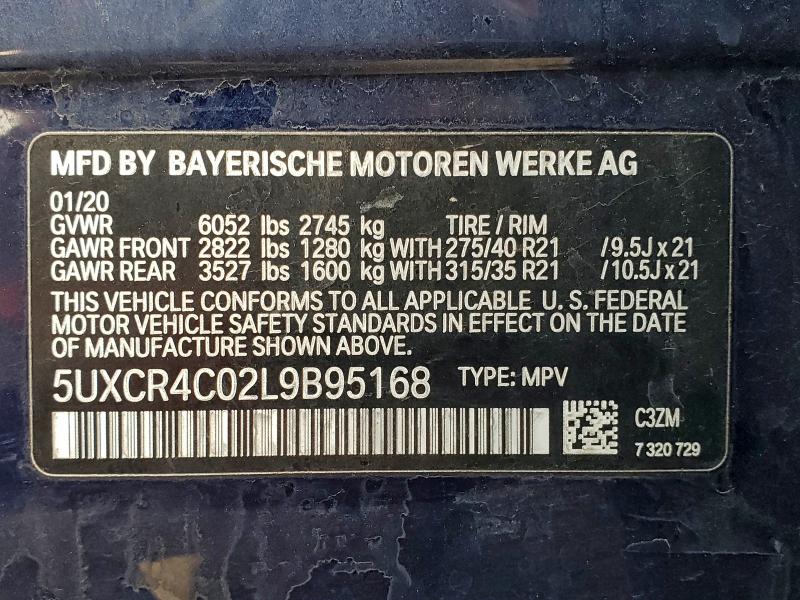 MFD BY BAYERISCHE MOTOREN WERKE AG
01/20
GVWR 6052 lbs 2745 kg TIRE / RIM
GAWR FRONT 2822 lbs 1280 kg WITH 275/40 R21 / 9.5J x 21
GAWR REAR 3527 lbs 1600 kg WITH 315/35 R21 / 10.5J x 21
THIS VEHICLE CONFORMS TO ALL APPLICABLE U. S. FEDERAL
MOTOR VEHICLE SAFETY STANDARDS IN EFFECT ON THE DATE
OF MANUFACTURE SHOWN ABOVE.
5UXCR4C02L9B95168 TYPE: MPV
C3ZM
7 320 729